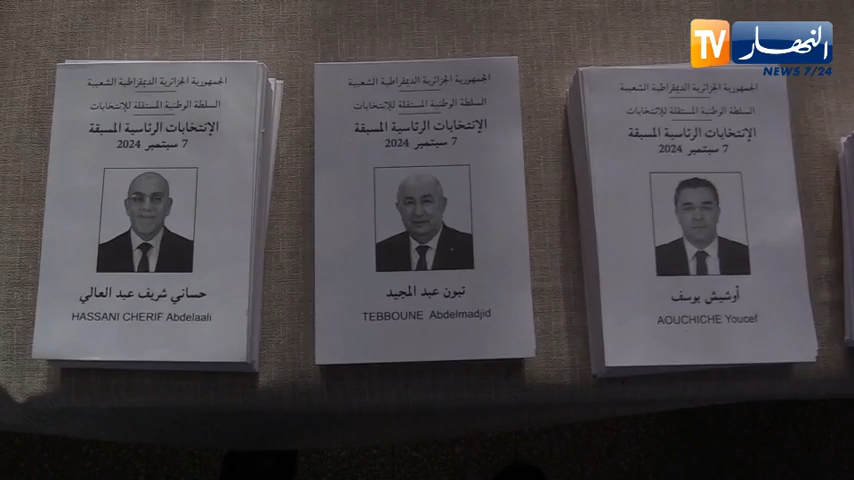 TV النهار
NEWS 7/24
الجمهورية الجزائرية الديمقراطية الشعبية
السلطة الوطنية المستقلة للإنتخابات
الإنتخابات الرئاسية المسبقة
7 سبتمبر 2024
حساني شريف عبد العالي
HASSANI CHERIF Abdelaali
الجمهورية الجزائرية الديمقراطية الشعبية
السلطة الوطنية المستقلة للإنتخابات
الإنتخابات الرئاسية المسبقة
7 سبتمبر 2024
تبون عبد المجيد
TEBBOUNE Abdelmadjid
الجمهورية الجزائرية الديمقراطية الشعبية
السلطة الوطنية المستقلة للإنتخابات
الإنتخابات الرئاسية المسبقة
7 سبتمبر 2024
أوشيش يوسف
AOUCHICHE Youcef